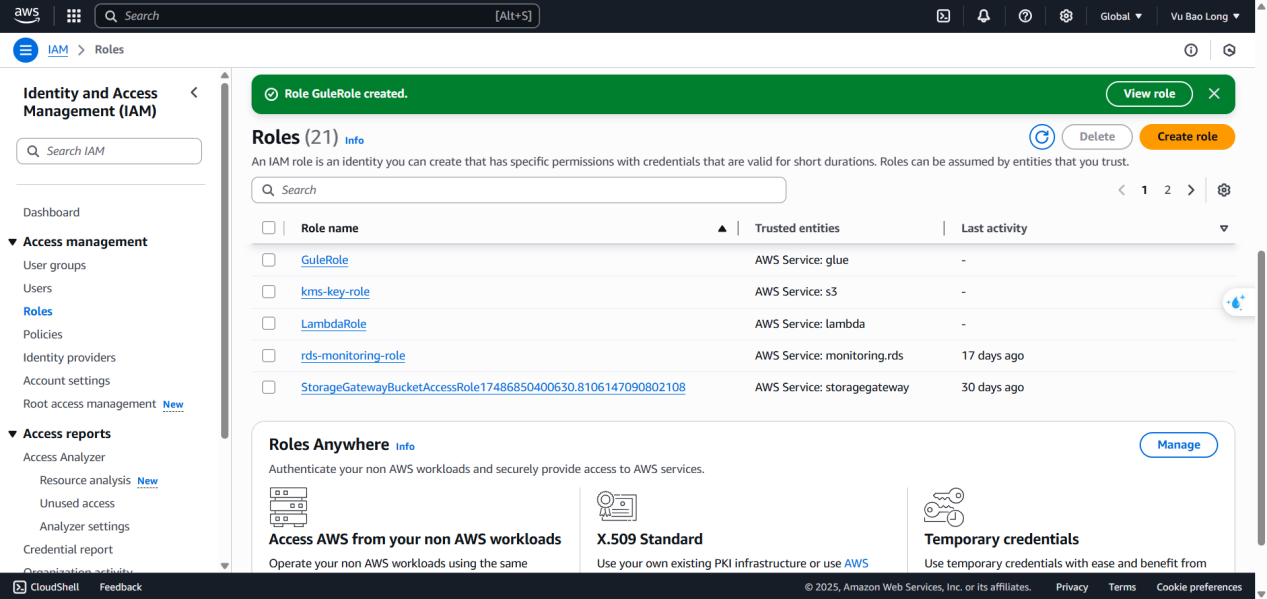 aws
Search [Alt+S]
Global Vu Bao Long
IAM Roles
Identity and Access
Management (IAM)
Search IAM
Dashboard
Access management
User groups
Users
Roles
Policies
Identity providers
Account settings
Root access management New
Access reports
Access Analyzer
Resource analysis New
Unused access
Analyzer settings
Credential report
Role GuleRole created.
View role
Roles (21) Info
Delete
Create role
An IAM role is an identity you can create that has specific permissions with credentials that are valid for short durations. Roles can be assumed by entities that you trust.
Search
1 2
Role name Trusted entities Last activity
GuleRole AWS Service: glue -
kms-key-role AWS Service: s3 -
LambdaRole AWS Service: lambda -
rds-monitoring-role AWS Service: monitoring.rds 17 days ago
StorageGatewayBucketAccessRole17486850400630.8106147090802108 AWS Service: storagegateway 30 days ago
Roles Anywhere Info
Manage
Authenticate your non AWS workloads and securely provide access to AWS services.
Access AWS from your non AWS workloads
Operate your non AWS workloads using the same
X.509 Standard
Use your own existing PKI infrastructure or use AWS
Temporary credentials
Use temporary credentials with ease and benefit from
CloudShell Feedback
© 2025, Amazon Web Services, Inc. or its affiliates. Privacy Terms Cookie preferences